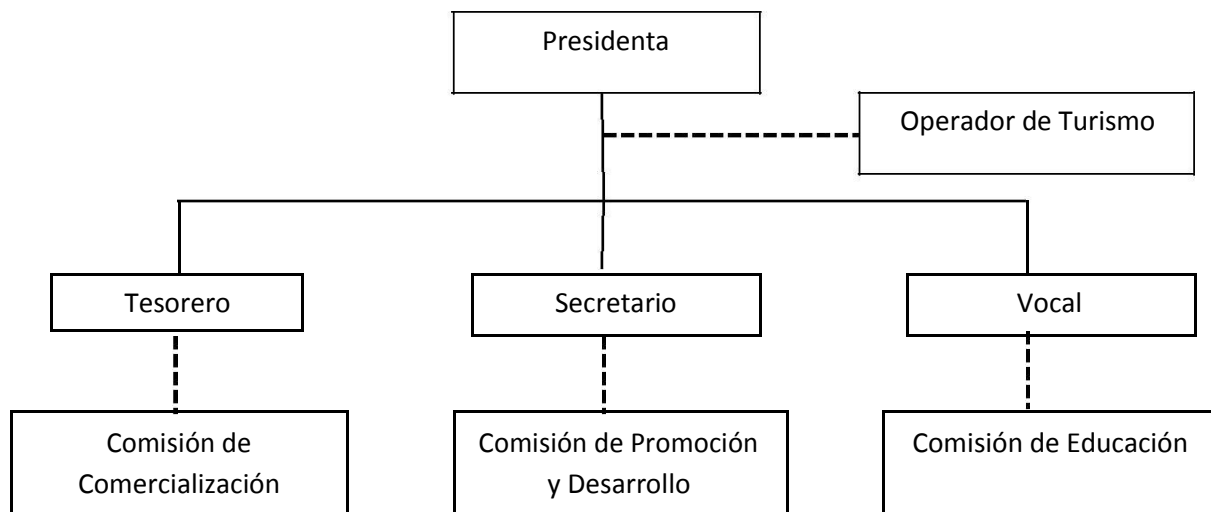 Presidenta
Operador de Turismo
Tesorero
Secretario
Vocal
Comisión de
Comercialización
Comisión de Promoción
y Desarrollo
Comisión de Educación